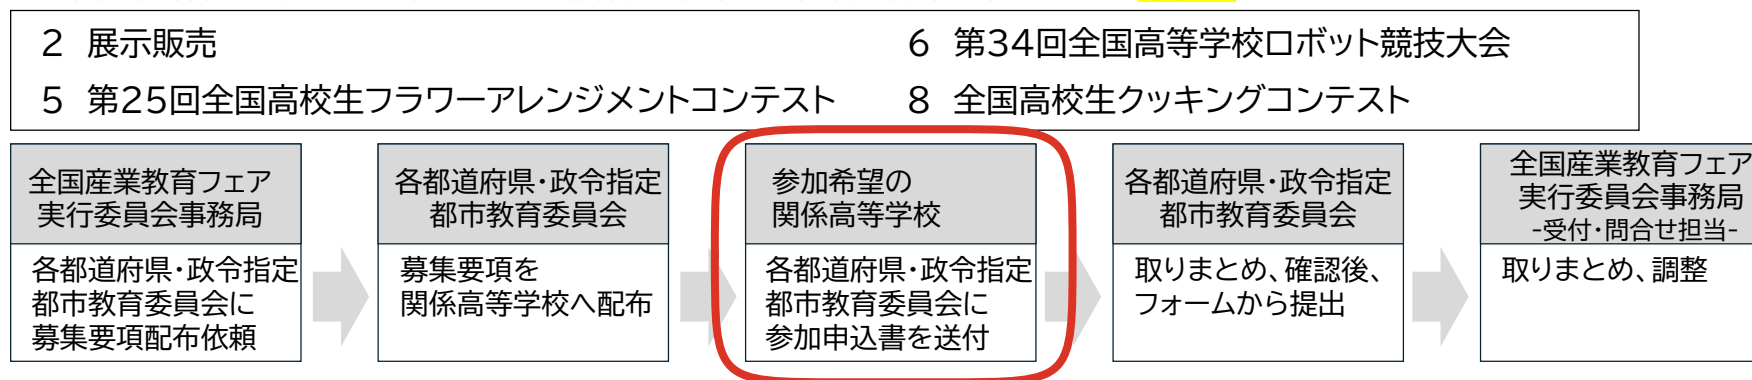 2 展示販売
6 第34回全国高等学校ロボット競技大会
5 第25回全国高校生フラワーアレンジメントコンテスト
8 全国高校生クッキングコンテスト
全国産業教育フェア
実行委員会事務局
各都道府県・政令指定
都市教育委員会に
募集要項配布依頼
各都道府県・政令指定
都市教育委員会
募集要項を
関係高等学校へ配布
参加希望の
関係高等学校
各都道府県・政令指定
都市教育委員会に
参加申込書を送付
各都道府県・政令指定
都市教育委員会
取りまとめ、確認後、
フォームから提出
全国産業教育フェア
実行委員会事務局
-受付・問合せ担当-
取りまとめ、調整